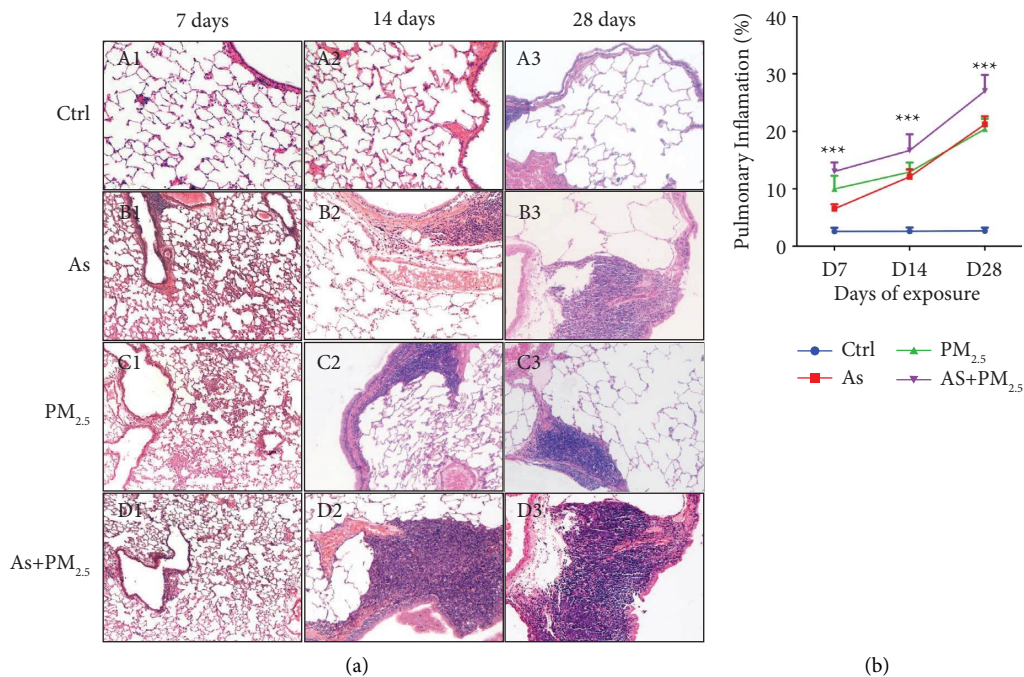 7 days 14 days 28 days
Ctrl
A1 A2 A3
As
B1 B2 B3
PM2.5
C1 C2 C3
As+PM2.5
D1 D2 D3
(a)
Pulmonary Inflamation (%)
40
30
20
10
0
***
***
***
D7 D14 D28
Days of exposure
Ctrl PM2.5
As AS+PM2.5
(b)